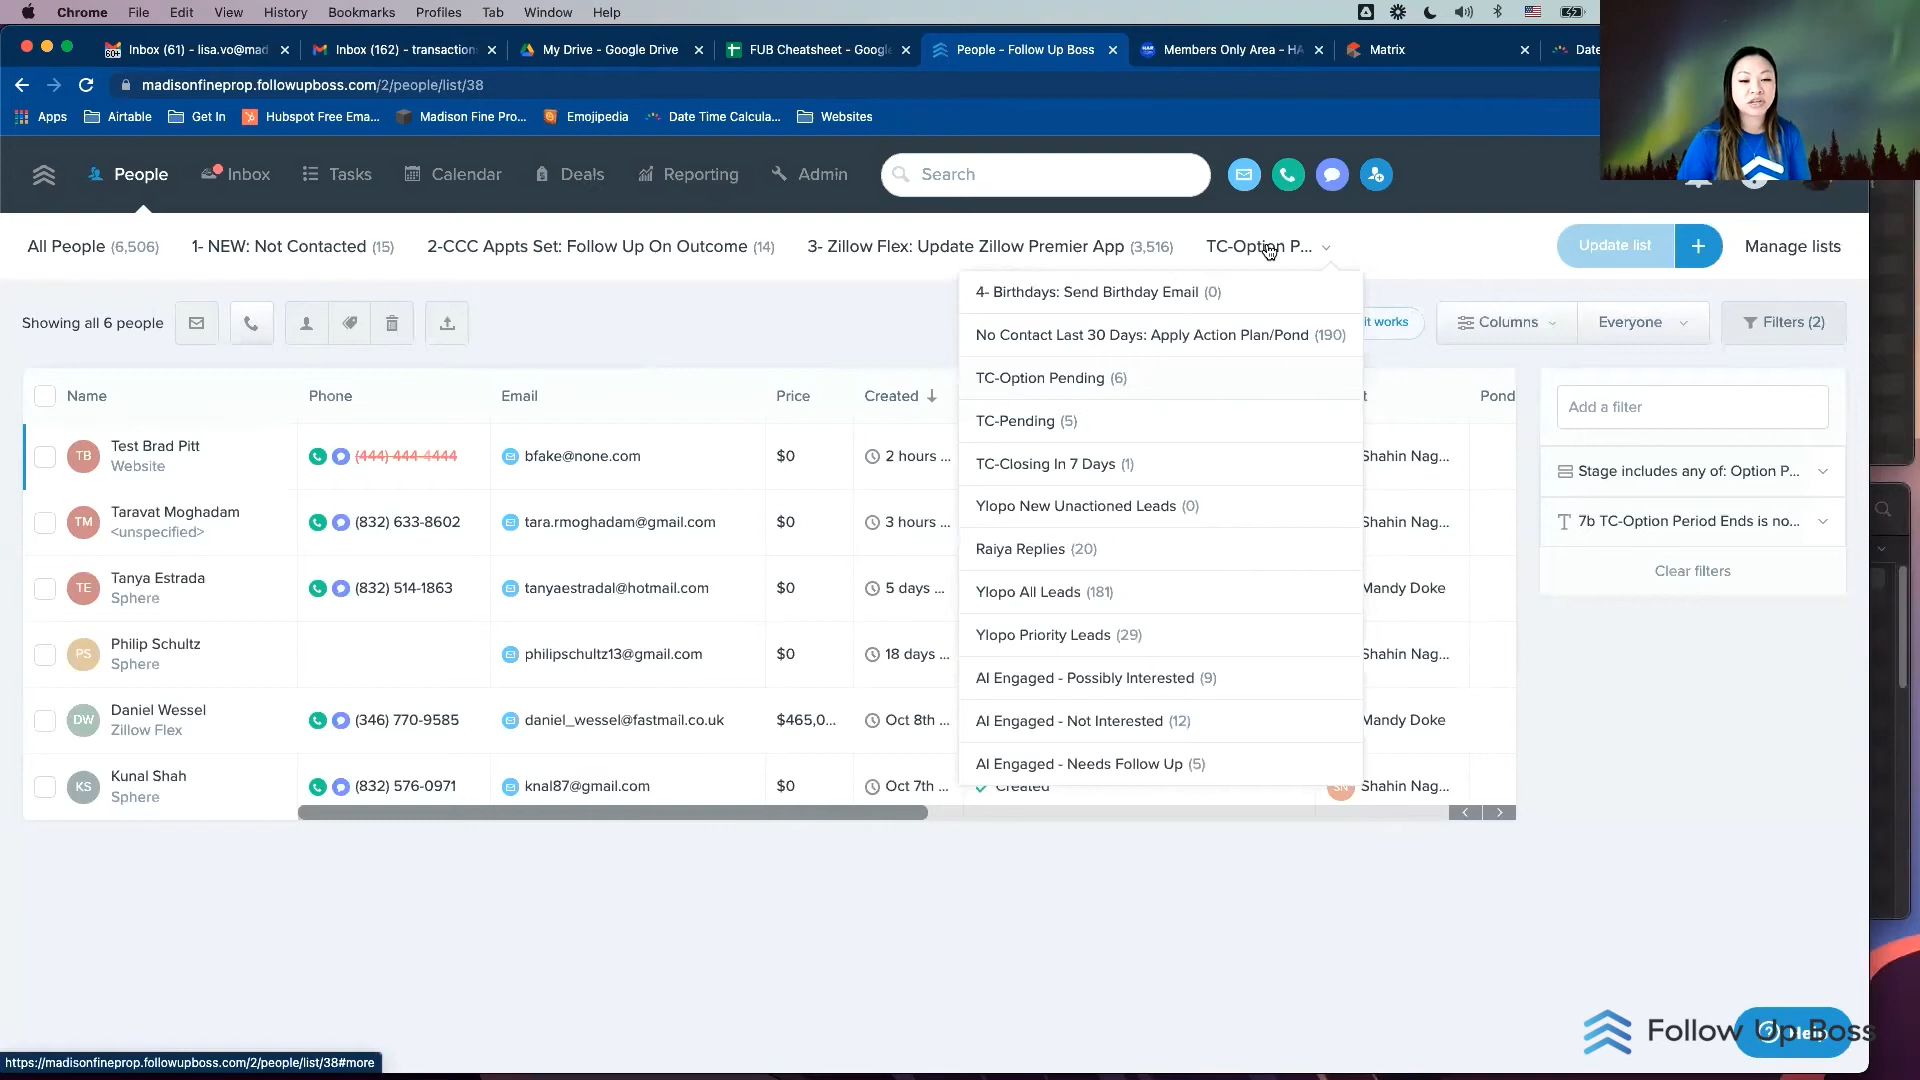 Chrome File Edit View History Bookmarks Profiles Tab Window Help
60+ Inbox (61) - lisa.vo@mad Inbox (162) - transaction My Drive - Google Drive FUB Cheatsheet - Google People - Follow Up Boss Members Only Area - HA Matrix Date
madisonfineprop.followupboss.com/2/people/list/38
Apps Airtable Get In Hubspot Free Ema... Madison Fine Pro... Emojipedia Date Time Calcula... Websites
People Inbox Tasks Calendar Deals Reporting Admin Search
All People (6,506) 1- NEW: Not Contacted (15) 2-CCC Appts Set: Follow Up On Outcome (14) 3- Zillow Flex: Update Zillow Premier App (3,516) TC-Option P... Update list + Manage lists
4- Birthdays: Send Birthday Email (0)
Showing all 6 people it works Columns Everyone Filters (2)
No Contact Last 30 Days: Apply Action Plan/Pond (190)
TC-Option Pending (6)
TC-Pending (5)
TC-Closing In 7 Days (1)
Ylopo New Unactioned Leads (0)
Raiya Replies (20)
Ylopo All Leads (181)
Ylopo Priority Leads (29)
AI Engaged - Possibly Interested (9)
AI Engaged - Not Interested (12)
AI Engaged - Needs Follow Up (5)
Name Phone Email Price Created t Pond
TB Test Brad Pitt (444) 444-4444 bfake@none.com $0 2 hours ... Shahin Nag...
Website
TM Taravat Moghadam (832) 633-8602 tara.rmoghadam@gmail.com $0 3 hours ... Shahin Nag...
<unspecified>
TE Tanya Estrada (832) 514-1863 tanyaestradal@hotmail.com $0 5 days ... Mandy Doke
Sphere
PS Philip Schultz philipschultz13@gmail.com $0 18 days ... Shahin Nag...
Sphere
DW Daniel Wessel (346) 770-9585 daniel_wessel@fastmail.co.uk $465,0... Oct 8th ... Mandy Doke
Zillow Flex
KS Kunal Shah (832) 576-0971 knal87@gmail.com $0 Oct 7th ... Created SN Shahin Nag...
Sphere
Add a filter
Stage includes any of: Option P...
7b TC-Option Period Ends is no...
Clear filters
Follow Up Boss
Help
https://madisonfineprop.followupboss.com/2/people/list/38#more